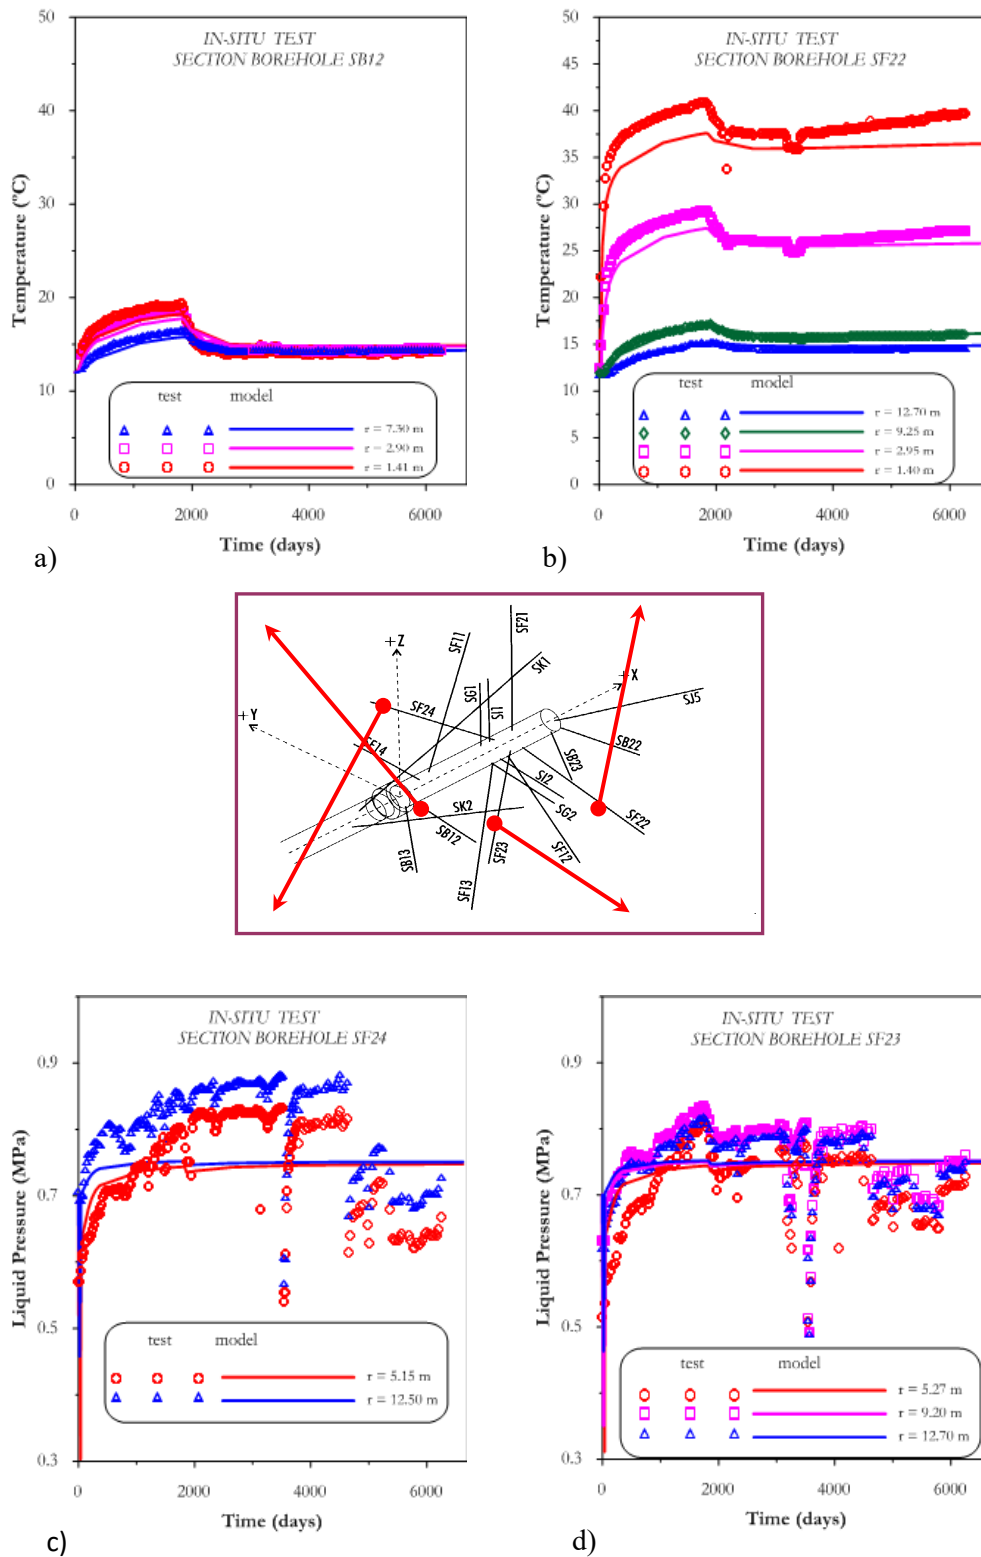 IN-SITU TEST
SECTION BOREHOLE SB12
50
40
30
20
10
0
Temperature (ºC)
test model
r = 7.30 m
r = 2.90 m
r = 1.41 m
0 2000 4000 6000
Time (days)
a)
IN-SITU TEST
SECTION BOREHOLE SF22
50
45
40
35
30
25
20
15
10
5
0
Temperature (ºC)
test model
r = 12.70 m
r = 9.25 m
r = 2.95 m
r = 1.40 m
0 2000 4000 6000
Time (days)
b)
+Z
+Y
+X
SF11
SF21
SK1
SG1
SI1
SF24
SF14
SJ5
SB22
SB23
SI2
SG2
SF22
SK2
SB12
SB13
SF23
SF12
SF13
IN-SITU TEST
SECTION BOREHOLE SF24
0.9
0.7
0.5
0.3
Liquid Pressure (MPa)
test model
r = 5.15 m
r = 12.50 m
0 2000 4000 6000
Time (days)
c)
IN-SITU TEST
SECTION BOREHOLE SF23
0.9
0.7
0.5
0.3
Liquid Pressure (MPa)
test model
r = 5.27 m
r = 9.20 m
r = 12.70 m
0 2000 4000 6000
Time (days)
d)